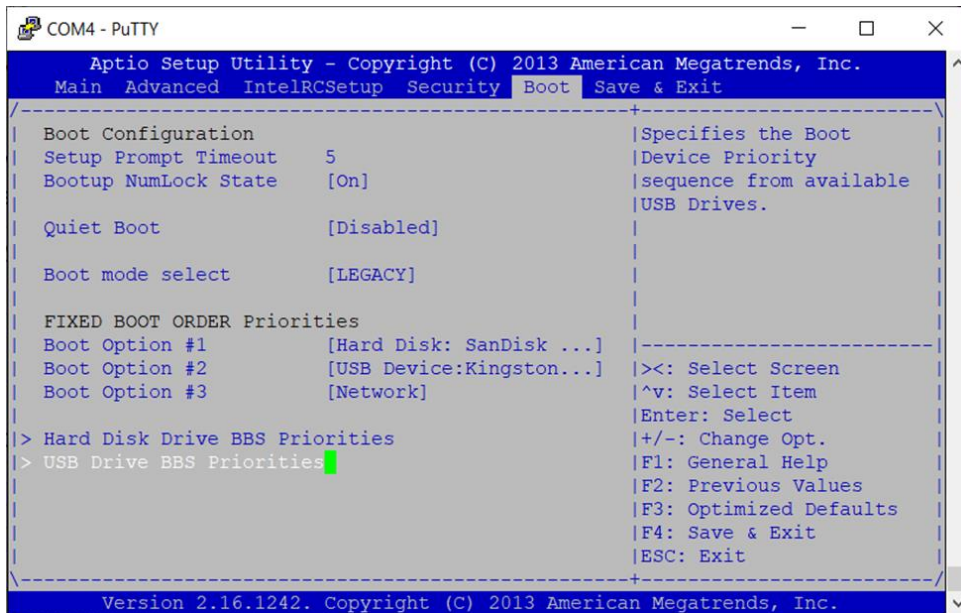 COM4 - PuTTY
Aptio Setup Utility - Copyright (C) 2013 American Megatrends, Inc.
Main Advanced IntelRCSetup Security Boot Save & Exit
/----------------------------------------------------+-------------------------\
| Boot Configuration |Specifies the Boot |
| Setup Prompt Timeout 5 |Device Priority |
| Bootup NumLock State [On] |sequence from available |
| |USB Drives. |
| Quiet Boot [Disabled] | |
| | |
| Boot mode select [LEGACY] | |
| | |
| FIXED BOOT ORDER Priorities | |
| Boot Option #1 [Hard Disk: SanDisk ...] |-------------------------|
| Boot Option #2 [USB Device:Kingston...] |><: Select Screen |
| Boot Option #3 [Network] |^v: Select Item |
| |Enter: Select |
|> Hard Disk Drive BBS Priorities |+/-: Change Opt. |
|> USB Drive BBS Priorities |F1: General Help |
| |F2: Previous Values |
| |F3: Optimized Defaults |
| |F4: Save & Exit |
| |ESC: Exit |
\----------------------------------------------------+-------------------------/
Version 2.16.1242. Copyright (C) 2013 American Megatrends, Inc.